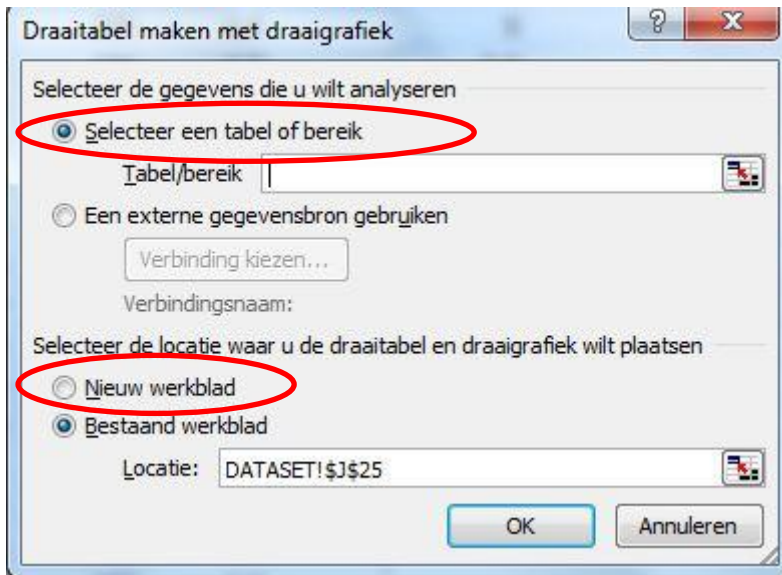 Draaitabel maken met draaigrafiek
Selecteer de gegevens die u wilt analyseren
Selecteer een tabel of bereik
Tabel/bereik
Een externe gegevensbron gebruiken
Verbinding kiezen...
Verbindingsnaam:
Selecteer de locatie waar u de draaitabel en draaigrafiek wilt plaatsen
Nieuw werkblad
Bestaand werkblad
Locatie: DATASET!$J$25
OK Annuleren